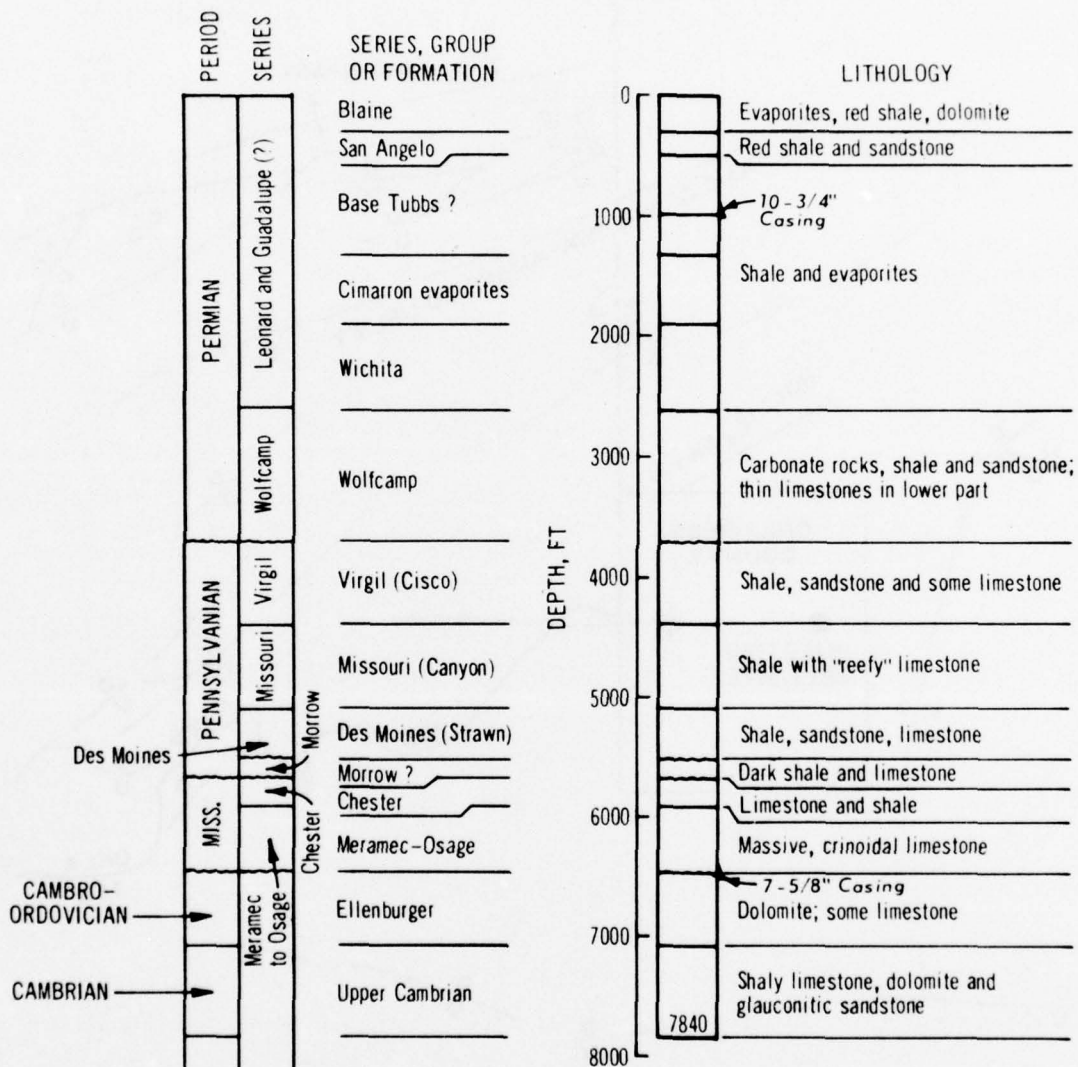 PERIOD
SERIES
SERIES, GROUP
OR FORMATION
LITHOLOGY
PERMIAN
PENNSYLVANIAN
MISS.
CAMBRO-
ORDOVICIAN
CAMBRIAN
Leonard and Guadalupe (?)
Wolfcamp
Virgil
Missouri
Des Moines
Morrow
Chester
Meramec
to Osage
Blaine
San Angelo
Base Tubbs ?
Cimarron evaporites
Wichita
Wolfcamp
Virgil (Cisco)
Missouri (Canyon)
Des Moines (Strawn)
Morrow ?
Chester
Meramec-Osage
Ellenburger
Upper Cambrian
DEPTH, FT
0
1000
2000
3000
4000
5000
6000
7000
8000
7840
Evaporites, red shale, dolomite
Red shale and sandstone
10-3/4"
Casing
Shale and evaporites
Carbonate rocks, shale and sandstone;
thin limestones in lower part
Shale, sandstone and some limestone
Shale with "reefy" limestone
Shale, sandstone, limestone
Dark shale and limestone
Limestone and shale
Massive, crinoidal limestone
7-5/8" Casing
Dolomite; some limestone
Shaly limestone, dolomite and
glauconitic sandstone